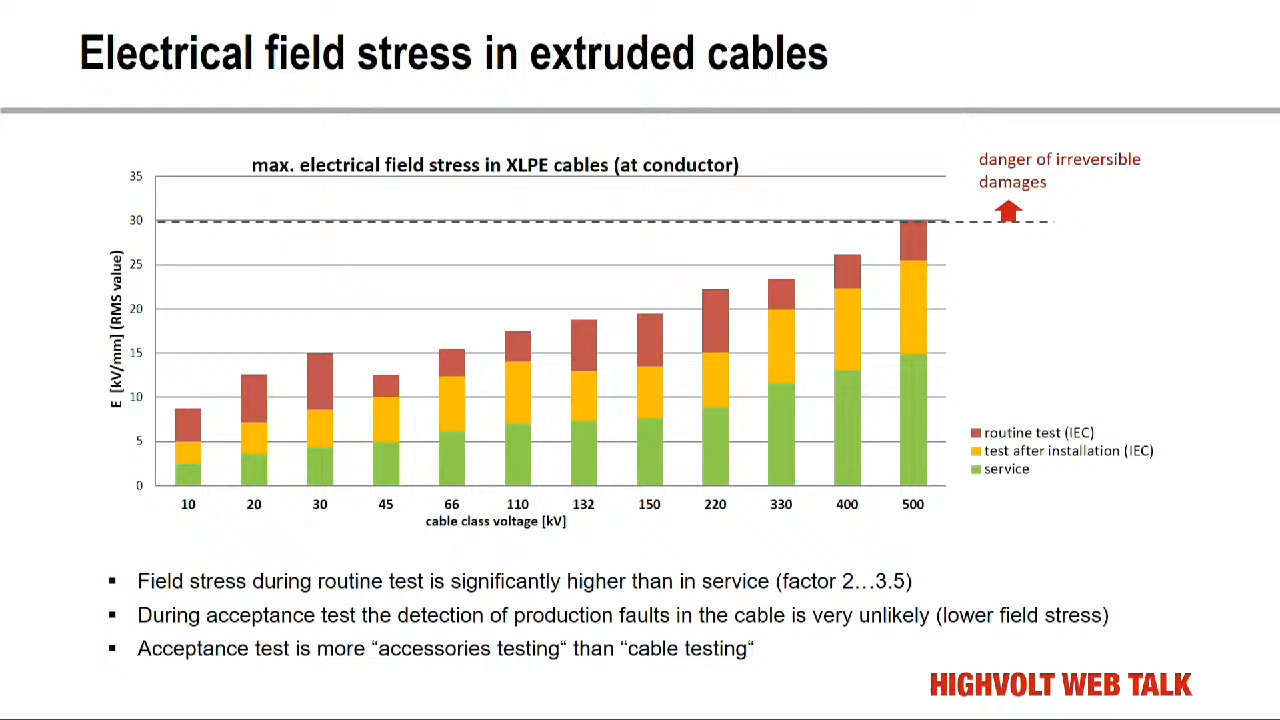 Electrical field stress in extruded cables
max. electrical field stress in XLPE cables (at conductor)
danger of irreversible
damages
E [kV/mm] (RMS value)
35
30
25
20
15
10
5
0
10 20 30 45 66 110 132 150 220 330 400 500
cable class voltage [kV]
routine test (IEC)
test after installation (IEC)
service
▪ Field stress during routine test is significantly higher than in service (factor 2…3.5)
▪ During acceptance test the detection of production faults in the cable is very unlikely (lower field stress)
▪ Acceptance test is more “accessories testing“ than “cable testing“
HIGHVOLT WEB TALK